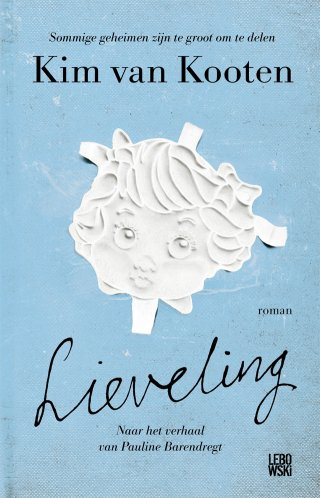 Sommige geheimen zijn te groot om te delen
Kim van Kooten
roman
Lieveling
Naar het verhaal
van Pauline Barendregt
LEBO
WSKI